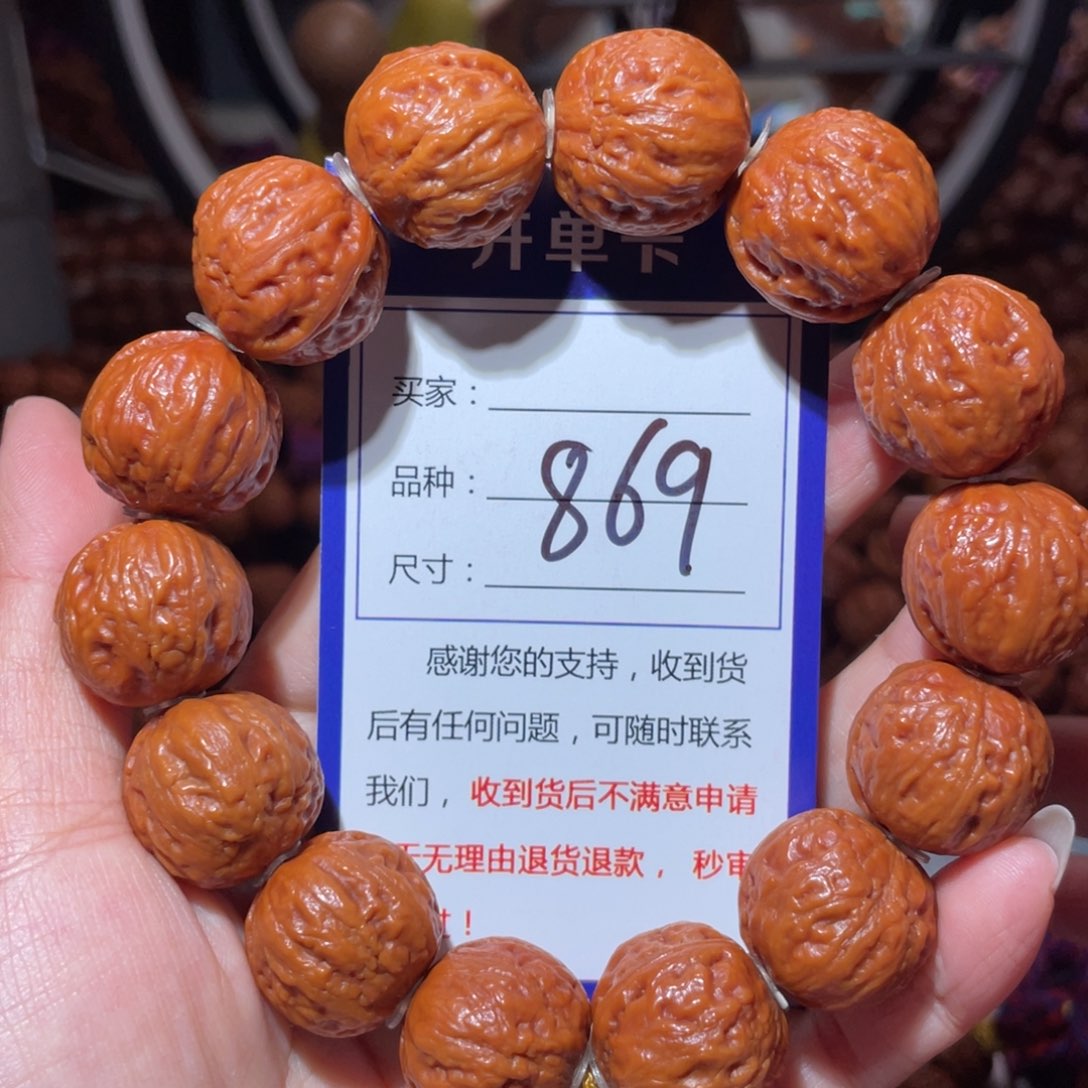 开单卡
买家：
品种：
869
尺寸：
感谢您的支持，收到货
后有任何问题，可随时联系
我们，收到货后不满意申请
无理由退货退款， 秒审
！